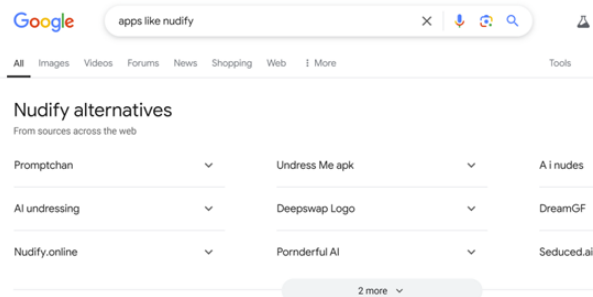 Google
apps like nudify
All Images Videos Forums News Shopping Web More Tools
Nudify alternatives
From sources across the web
Promptchan Undress Me apk A i nudes
AI undressing Deepswap Logo DreamGF
Nudify.online Pornderful AI Seduced.ai
2 more